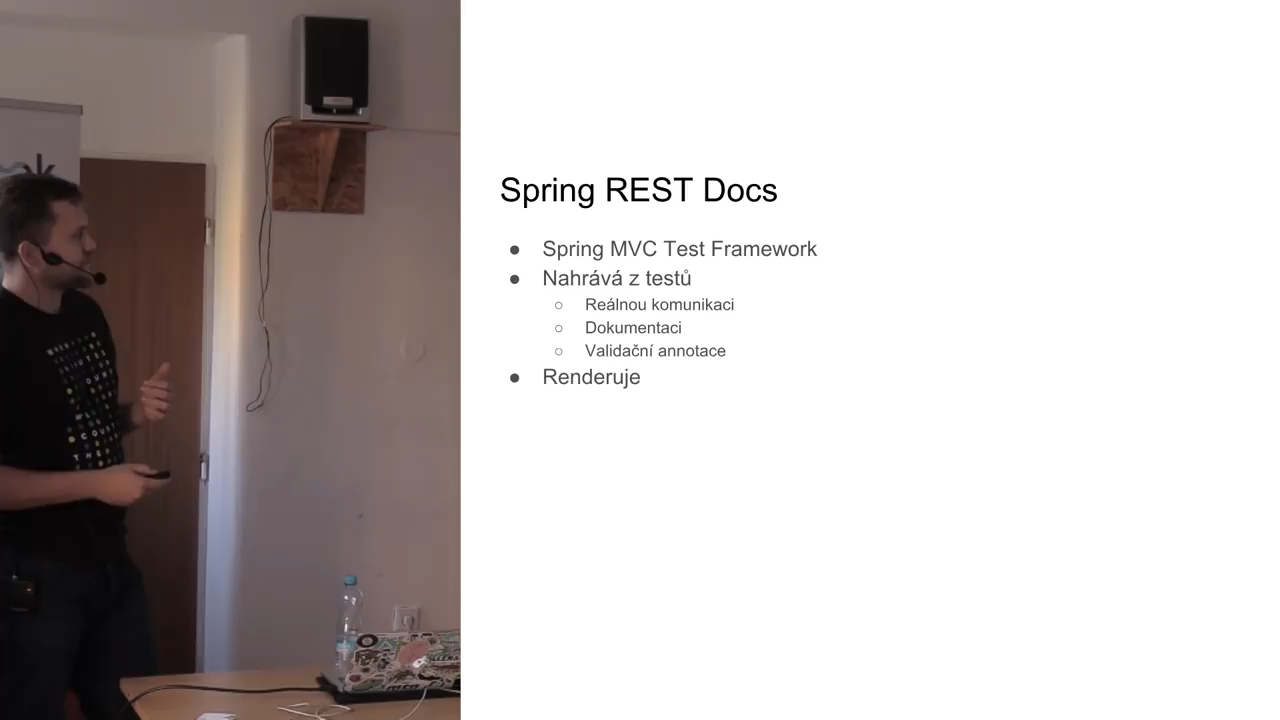 Spring REST Docs
Spring MVC Test Framework
Nahrává z testů
Reálnou komunikaci
Dokumentaci
Validační annotace
Renderuje